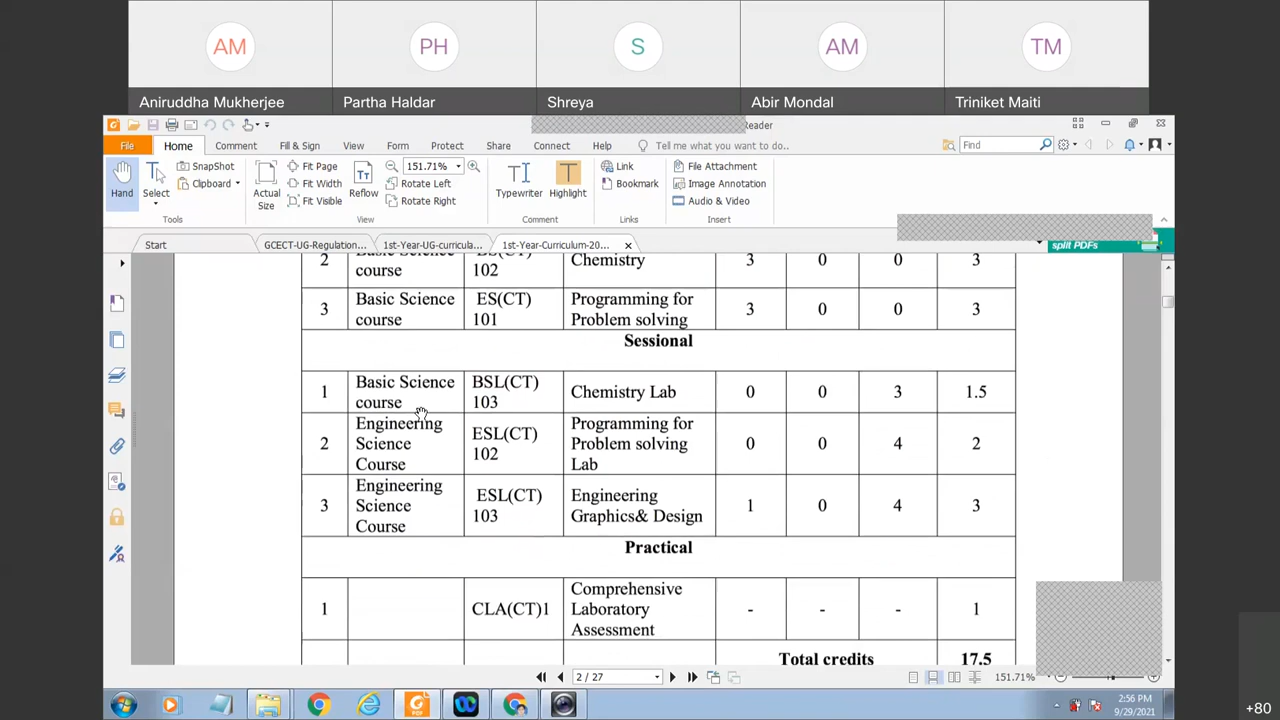 AM PH S AM TM
Aniruddha Mukherjee Partha Haldar Shreya Abir Mondal Triniket Maiti
Reader
File Home Comment Fill & Sign View Form Protect Share Connect Help Tell me what you want to do.. Find
Hand
Select
SnapShot
Clipboard
Tools
Actual
Size
Fit Page
Fit Width
Fit Visible
Reflow
151.71%
Rotate Left
Rotate Right
View
Typewriter
Highlight
Comment
Link
Bookmark
Links
File Attachment
Image Annotation
Audio & Video
Insert
Start GCECT-UG-Regulation... 1st-Year-UG-curricula... 1st-Year-Curriculum-20... split PDFs
2 Basic Science course BS(CT) 102 Chemistry 3 0 0 3
3 Basic Science course ES(CT) 101 Programming for Problem solving 3 0 0 3
Sessional
1 Basic Science course BSL(CT) 103 Chemistry Lab 0 0 3 1.5
2 Engineering Science Course ESL(CT) 102 Programming for Problem solving Lab 0 0 4 2
3 Engineering Science Course ESL(CT) 103 Engineering Graphics& Design 1 0 4 3
Practical
1 CLA(CT)1 Comprehensive Laboratory Assessment - - - 1
Total credits 17.5
2 / 27 151.71%
2:56 PM
9/29/2021
+80